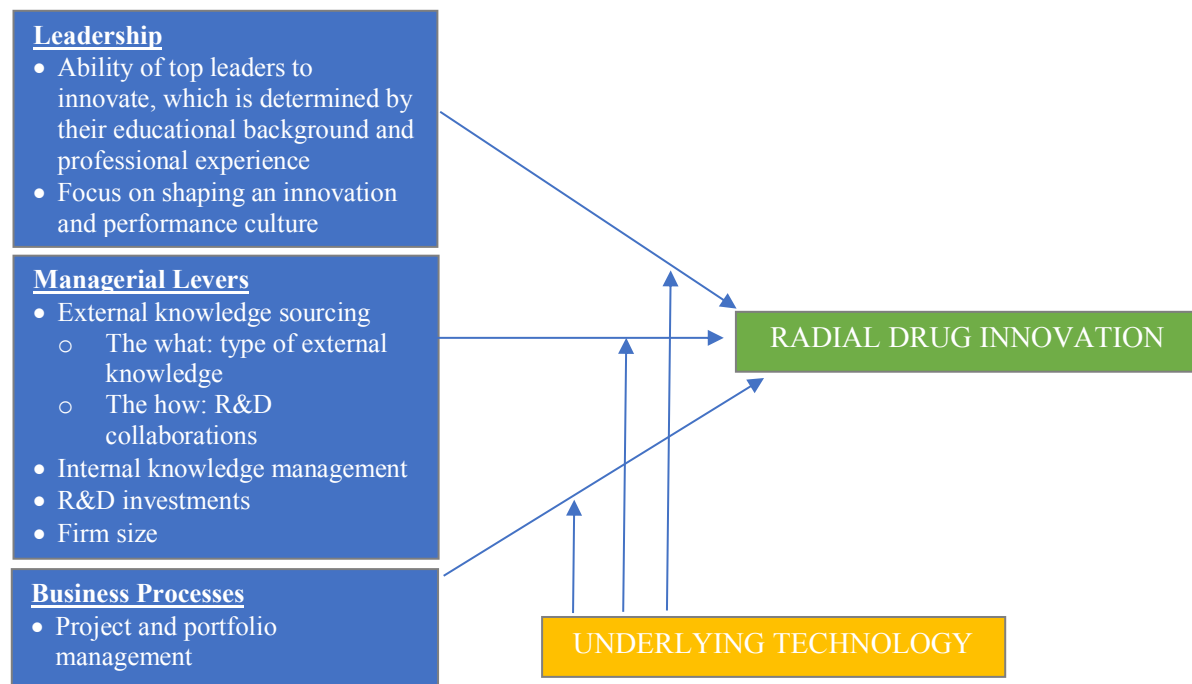 Leadership
• Ability of top leaders to
innovate, which is determined by
their educational background and
professional experience
• Focus on shaping an innovation
and performance culture
Managerial Levers
• External knowledge sourcing
o The what: type of external
knowledge
o The how: R&D
collaborations
• Internal knowledge management
• R&D investments
• Firm size
Business Processes
• Project and portfolio
management
RADIAL DRUG INNOVATION
UNDERLYING TECHNOLOGY